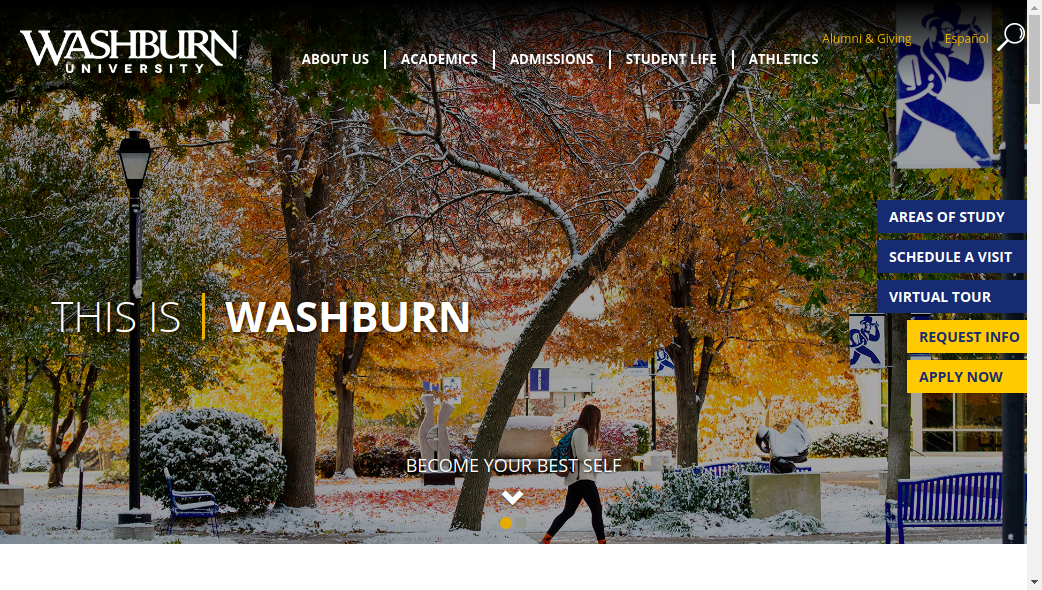 WASHBURN
UNIVERSITY
ABOUT US
ACADEMICS
ADMISSIONS
STUDENT LIFE
ATHLETICS
Alumni & Giving
Español
AREAS OF STUDY
SCHEDULE A VISIT
VIRTUAL TOUR
REQUEST INFO
APPLY NOW
THIS IS WASHBURN
BECOME YOUR BEST SELF